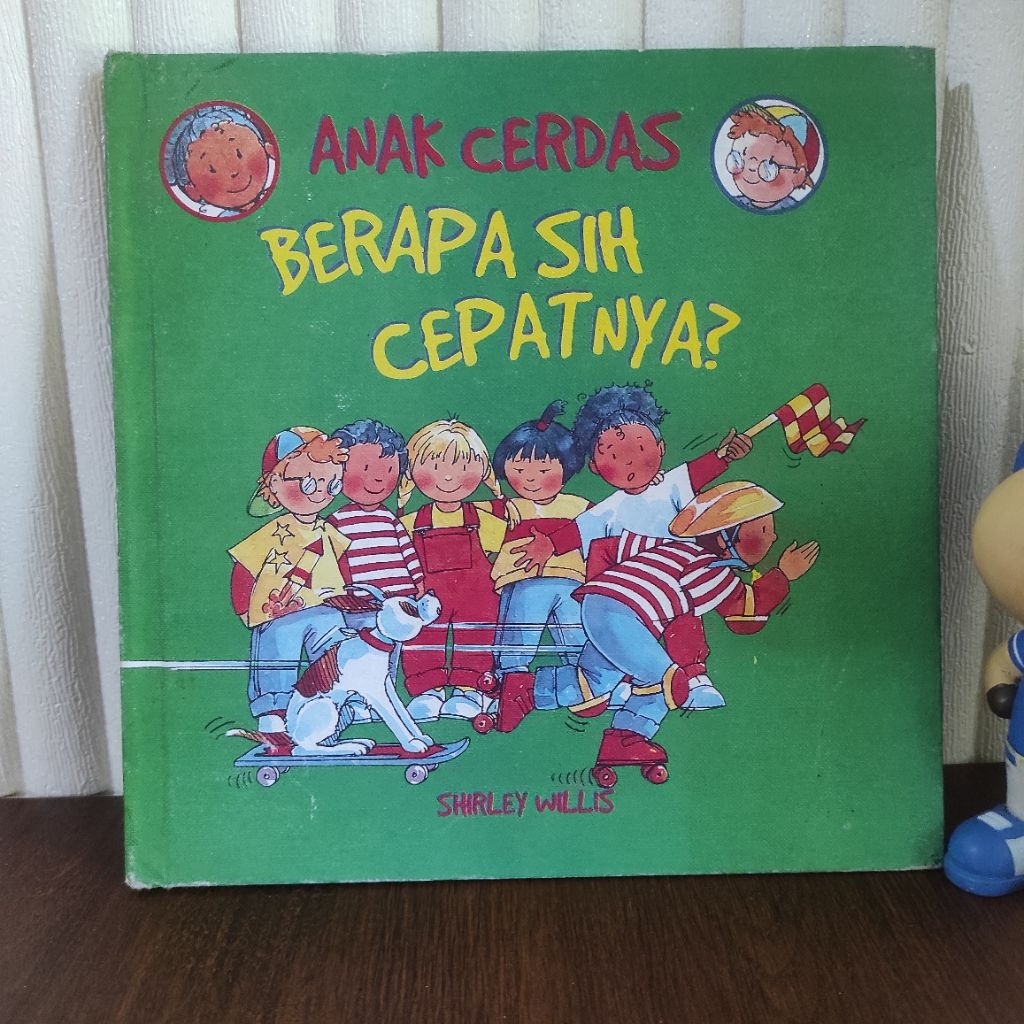 ANAK CERDAS
BERAPA SIH
CEPATNYA?
SHIRLEY WILLIS